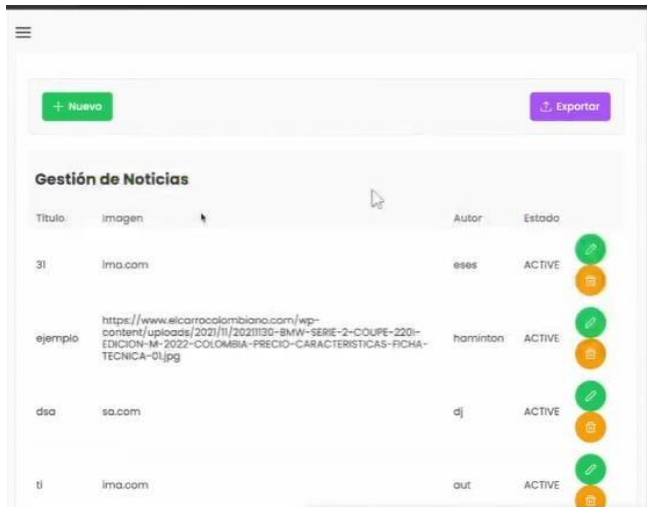 + Nuevo
Exportar
Gestión de Noticias
Título Imagen Autor Estado
31 ima.com eses ACTIVE
https://www.elcarrocolombiano.com/wp-
content/uploads/2021/11/20211130-BMW-SERIE-2-COUPE-220i-
ejemplo EDICION-M-2022-COLOMBIA-PRECIO-CARACTERISTICAS-FICHA- haminton ACTIVE
TECNICA-01.jpg
dsa sa.com dj ACTIVE
ti ima.com aut ACTIVE